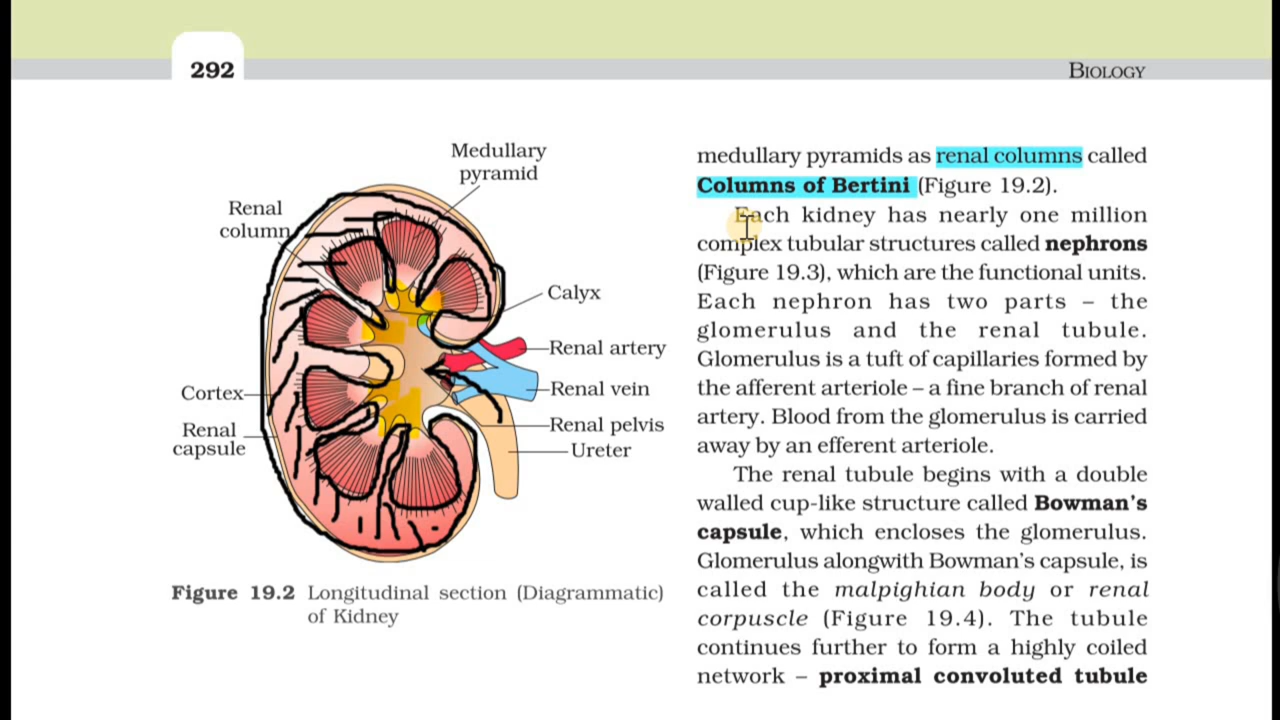 292
BIOLOGY
Medullary
pyramid
Renal
column
Calyx
Renal artery
Cortex
Renal vein
Renal
capsule
Renal pelvis
Ureter
Figure 19.2 Longitudinal section (Diagrammatic)
of Kidney
medullary pyramids as renal columns called
Columns of Bertini (Figure 19.2).
Each kidney has nearly one million
complex tubular structures called nephrons
(Figure 19.3), which are the functional units.
Each nephron has two parts – the
glomerulus and the renal tubule.
Glomerulus is a tuft of capillaries formed by
the afferent arteriole – a fine branch of renal
artery. Blood from the glomerulus is carried
away by an efferent arteriole.
The renal tubule begins with a double
walled cup-like structure called Bowman's
capsule, which encloses the glomerulus.
Glomerulus alongwith Bowman's capsule, is
called the malpighian body or renal
corpuscle (Figure 19.4). The tubule
continues further to form a highly coiled
network – proximal convoluted tubule